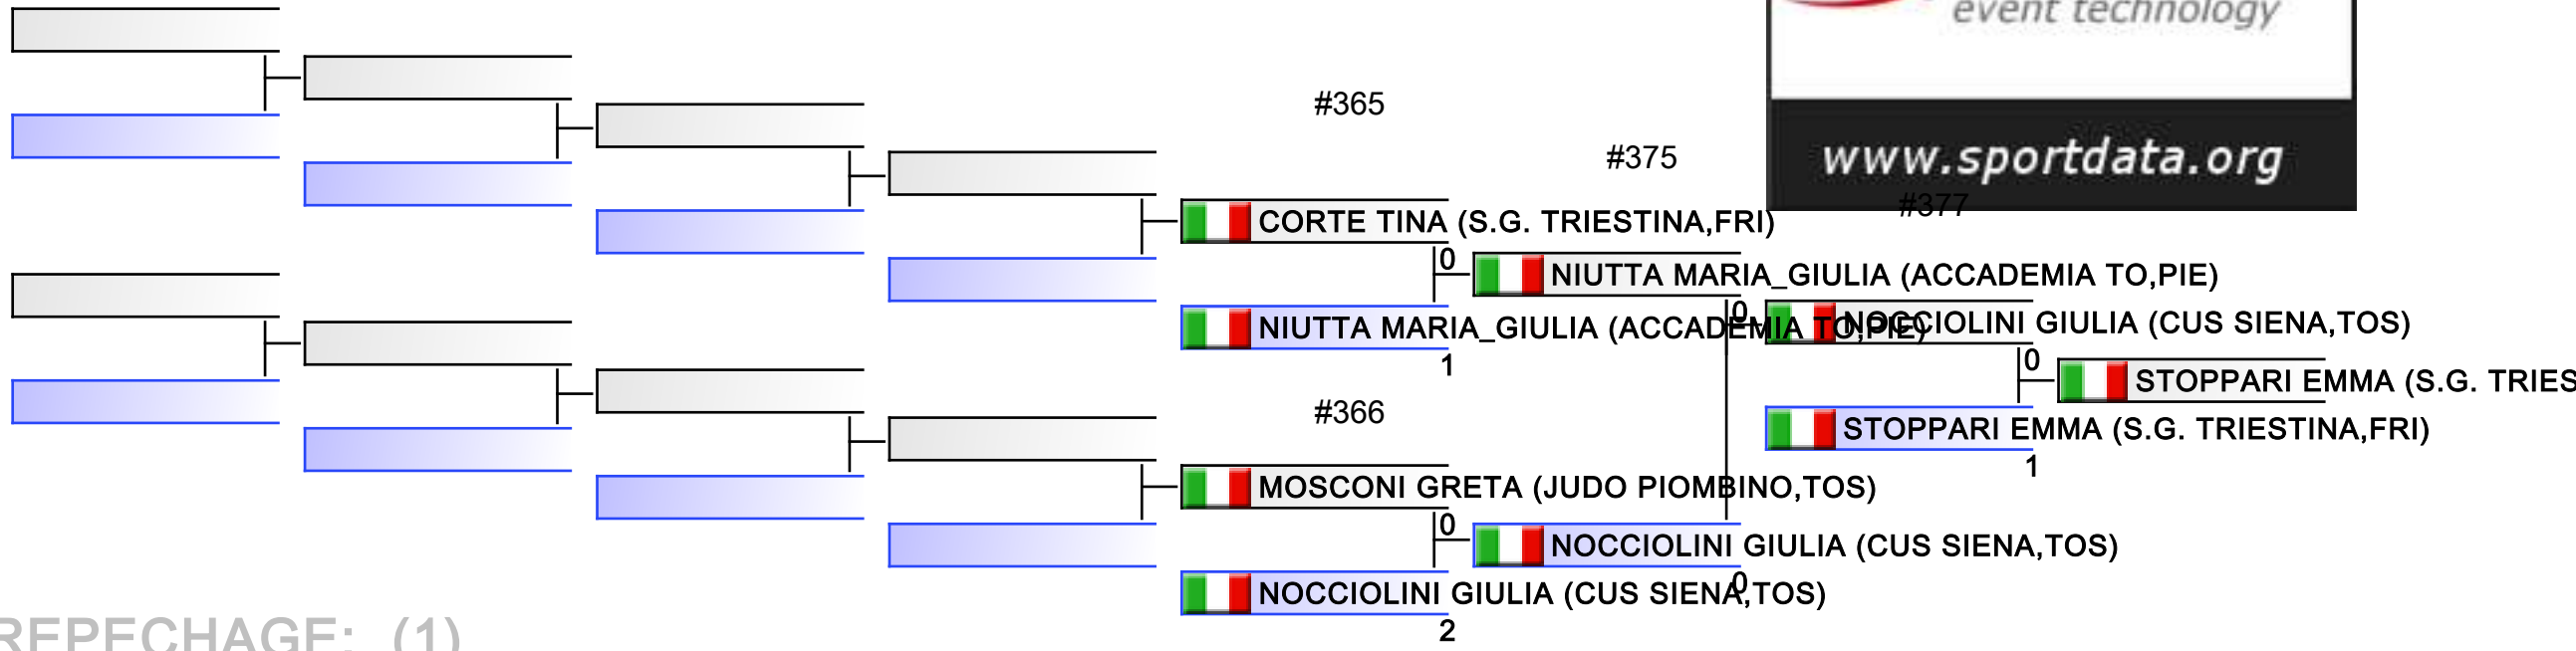 event technology
www.sportdata.org
#365
#375
#377
CORTE TINA (S.G. TRIESTINA,FRI)
0
NIUTTA MARIA_GIULIA (ACCADEMIA TO,PIE)
NIUTTA MARIA_GIULIA (ACCADEMIA TO,PIE)
1
0
NOCCIOLINI GIULIA (CUS SIENA,TOS)
0
STOPPARI EMMA (S.G. TRIES
STOPPARI EMMA (S.G. TRIESTINA,FRI)
1
#366
MOSCONI GRETA (JUDO PIOMBINO,TOS)
0
NOCCIOLINI GIULIA (CUS SIENA,TOS)
0
NOCCIOLINI GIULIA (CUS SIENA,TOS)
2
REPECHAGE: (1)